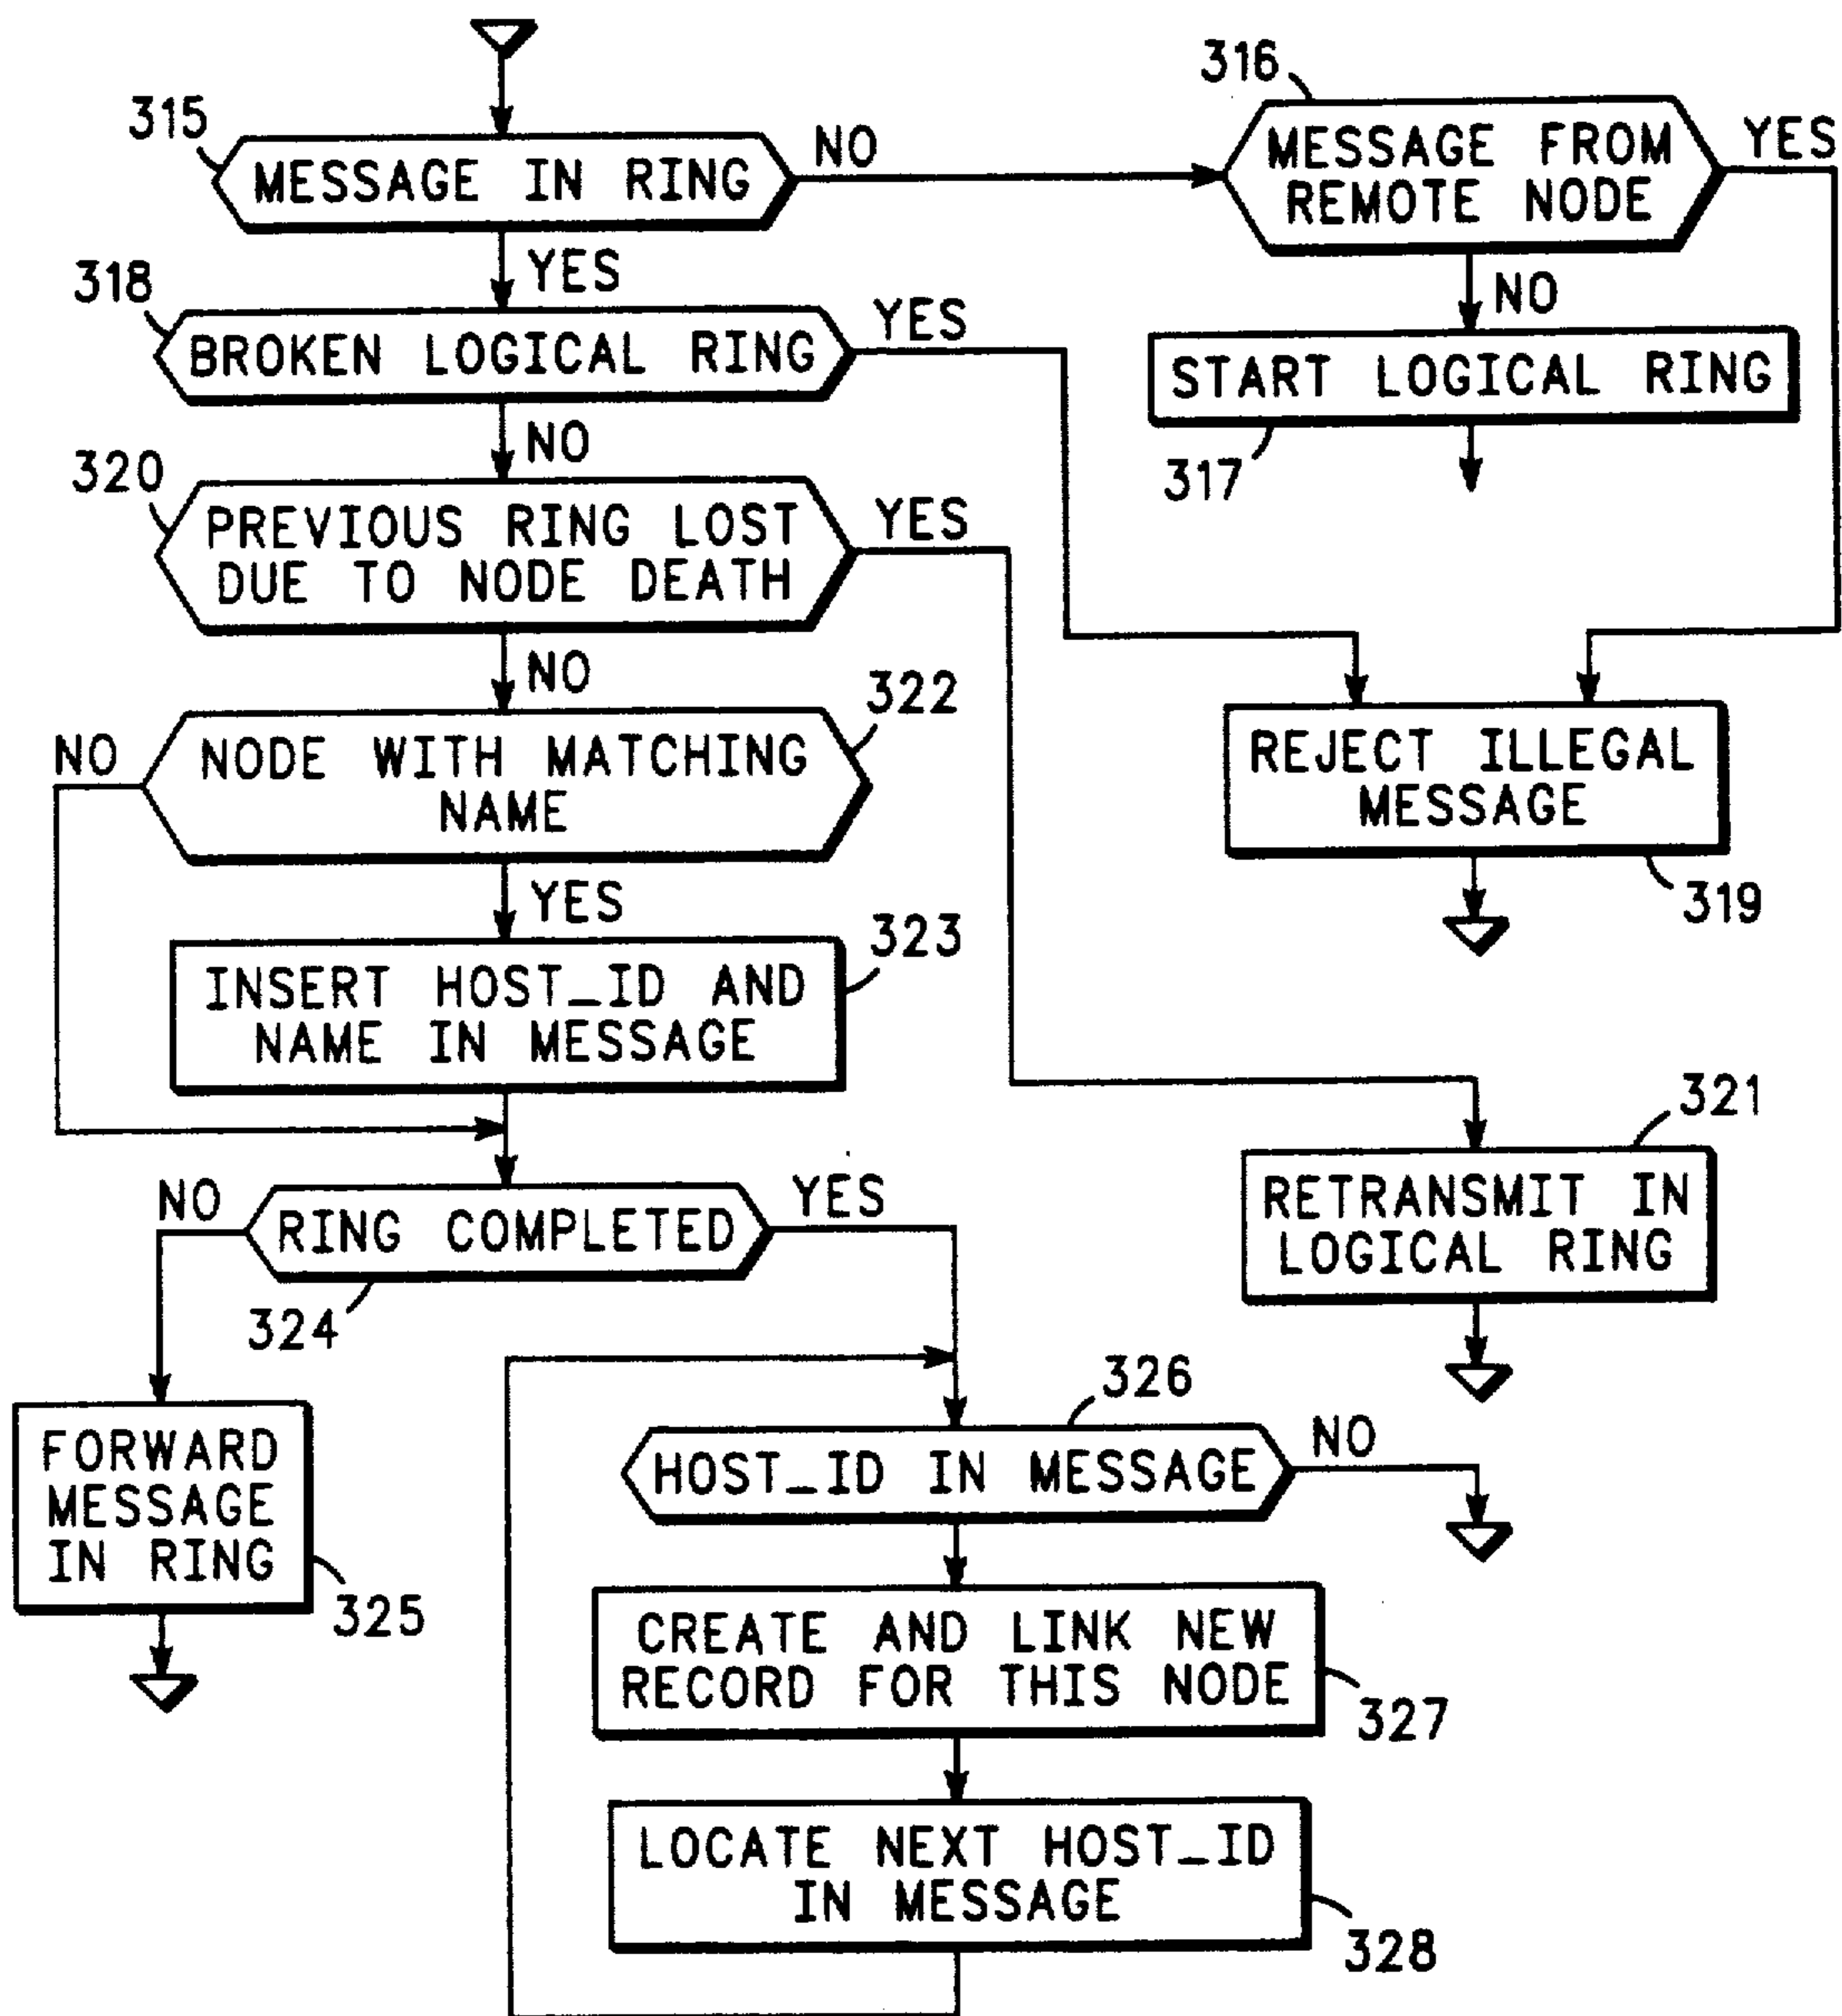 316
315
MESSAGE IN RING
NO
MESSAGE FROM
REMOTE NODE
YES
YES
NO
318
BROKEN LOGICAL RING
YES
START LOGICAL RING
317
NO
320
PREVIOUS RING LOST
DUE TO NODE DEATH
YES
NO
322
NO
NODE WITH MATCHING
NAME
REJECT ILLEGAL
MESSAGE
319
YES
323
INSERT HOST_ID AND
NAME IN MESSAGE
321
RETRANSMIT IN
LOGICAL RING
NO
RING COMPLETED
YES
324
326
HOST_ID IN MESSAGE
NO
FORWARD
MESSAGE
IN RING
325
CREATE AND LINK NEW
RECORD FOR THIS NODE
327
LOCATE NEXT HOST_ID
IN MESSAGE
328